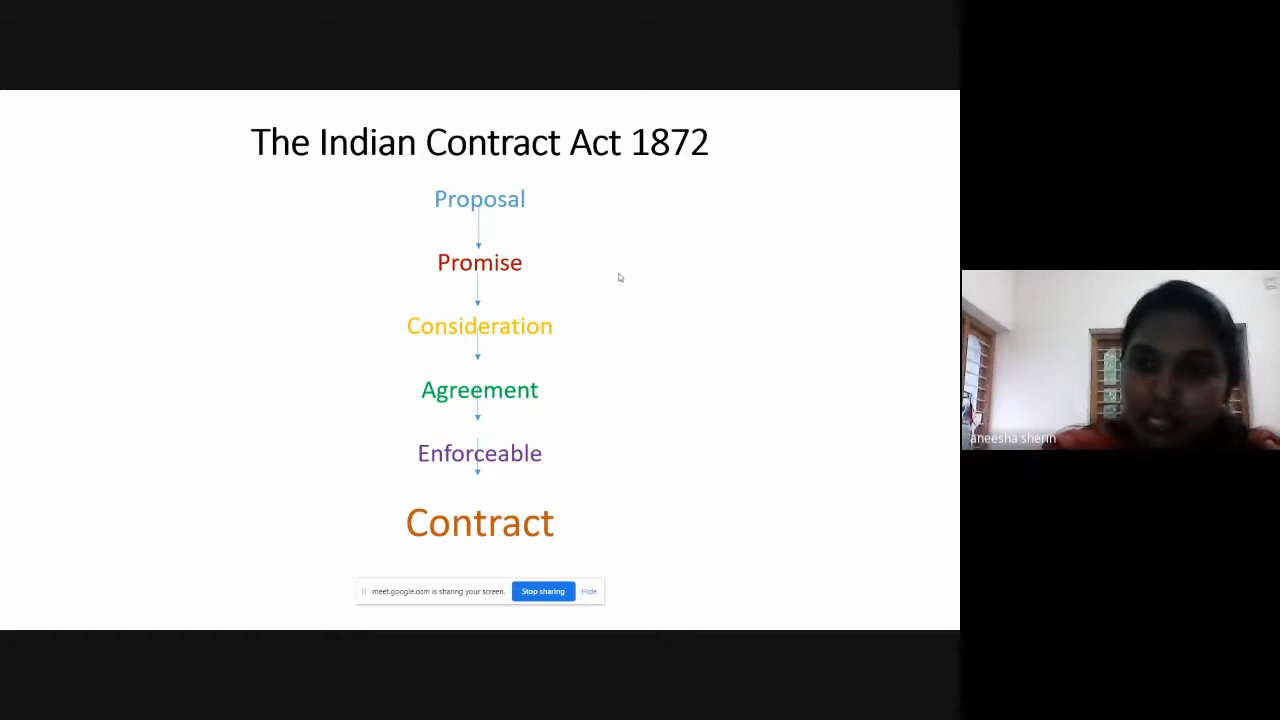 The Indian Contract Act 1872
Proposal
Promise
Consideration
Agreement
Enforceable
Contract
meet.google.com is sharing your screen. Stop sharing Hide
aneesha sherin